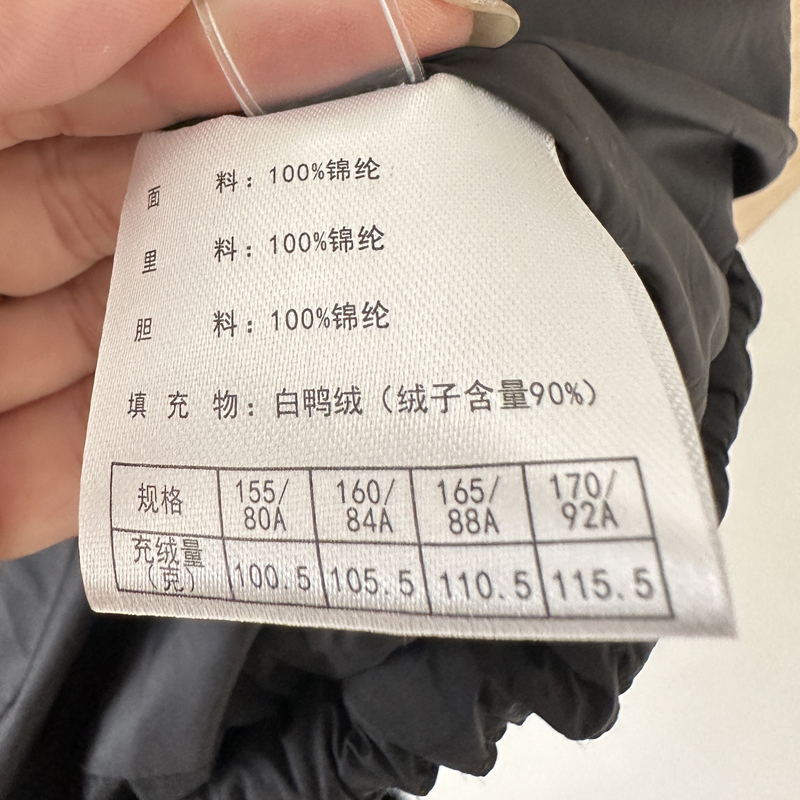 面料：100%锦纶
里料：100%锦纶
胆料：100%锦纶
填充物：白鸭绒（绒子含量90%）
规格 155/80A 160/84A 165/88A 170/92A
充绒量（克） 100.5 105.5 110.5 115.5